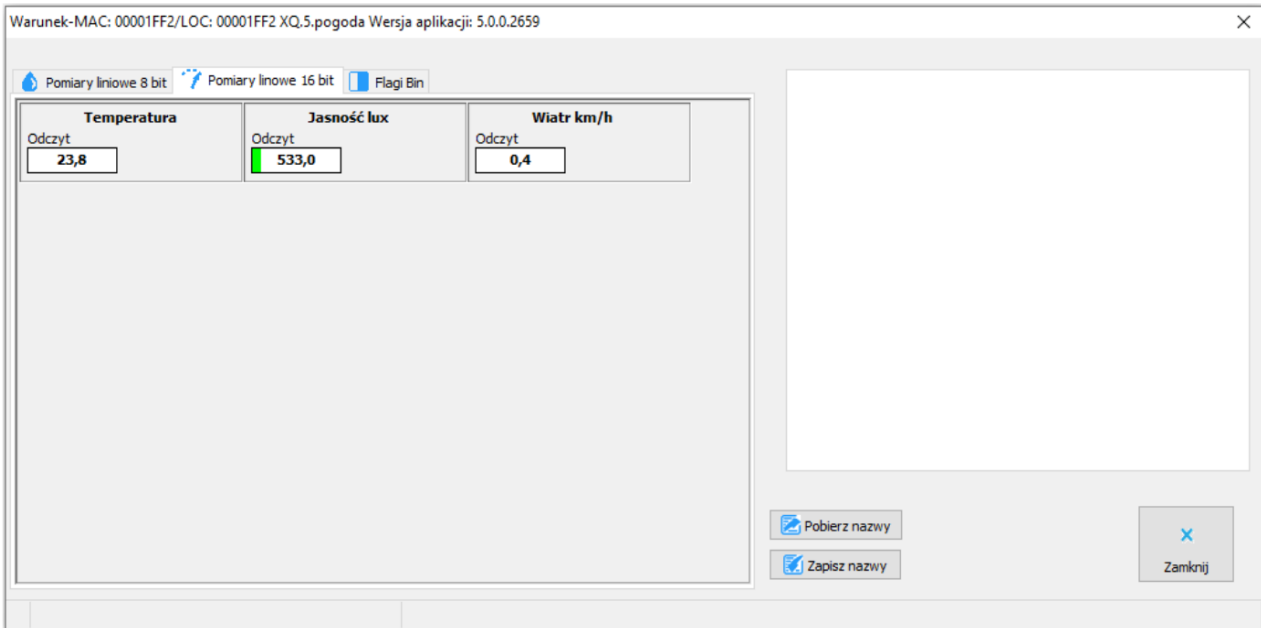 Warunek-MAC: 00001FF2/LOC: 00001FF2 XQ.5.pogoda Wersja aplikacji: 5.0.0.2659
Pomiary liniowe 8 bit Pomiary linowe 16 bit Flagi Bin
Temperatura Jasność lux Wiatr km/h
Odczyt Odczyt Odczyt
23,8 533,0 0,4
Pobierz nazwy
Zapisz nazwy
Zamknij